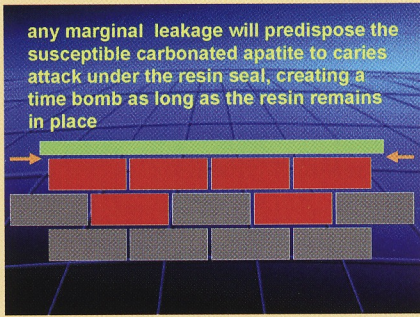 any marginal leakage will predispose the
susceptible carbonated apatite to caries
attack under the resin seal, creating a
time bomb as long as the resin remains
in place